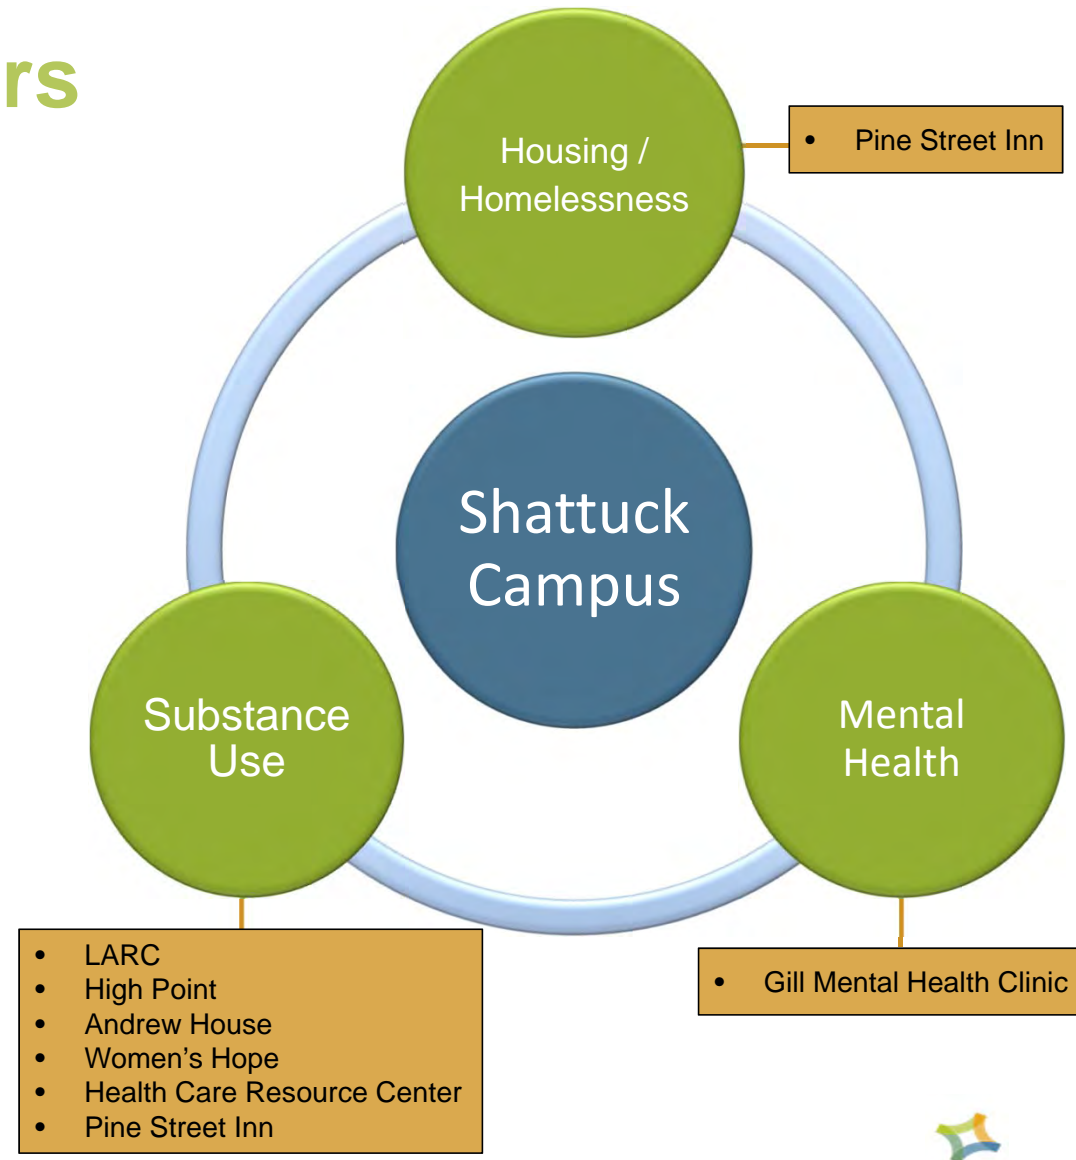 rs
Housing /
Homelessness
• Pine Street Inn
Shattuck
Campus
Substance
Use
Mental
Health
• LARC
• High Point
• Andrew House
• Women’s Hope
• Health Care Resource Center
• Pine Street Inn
• Gill Mental Health Clinic